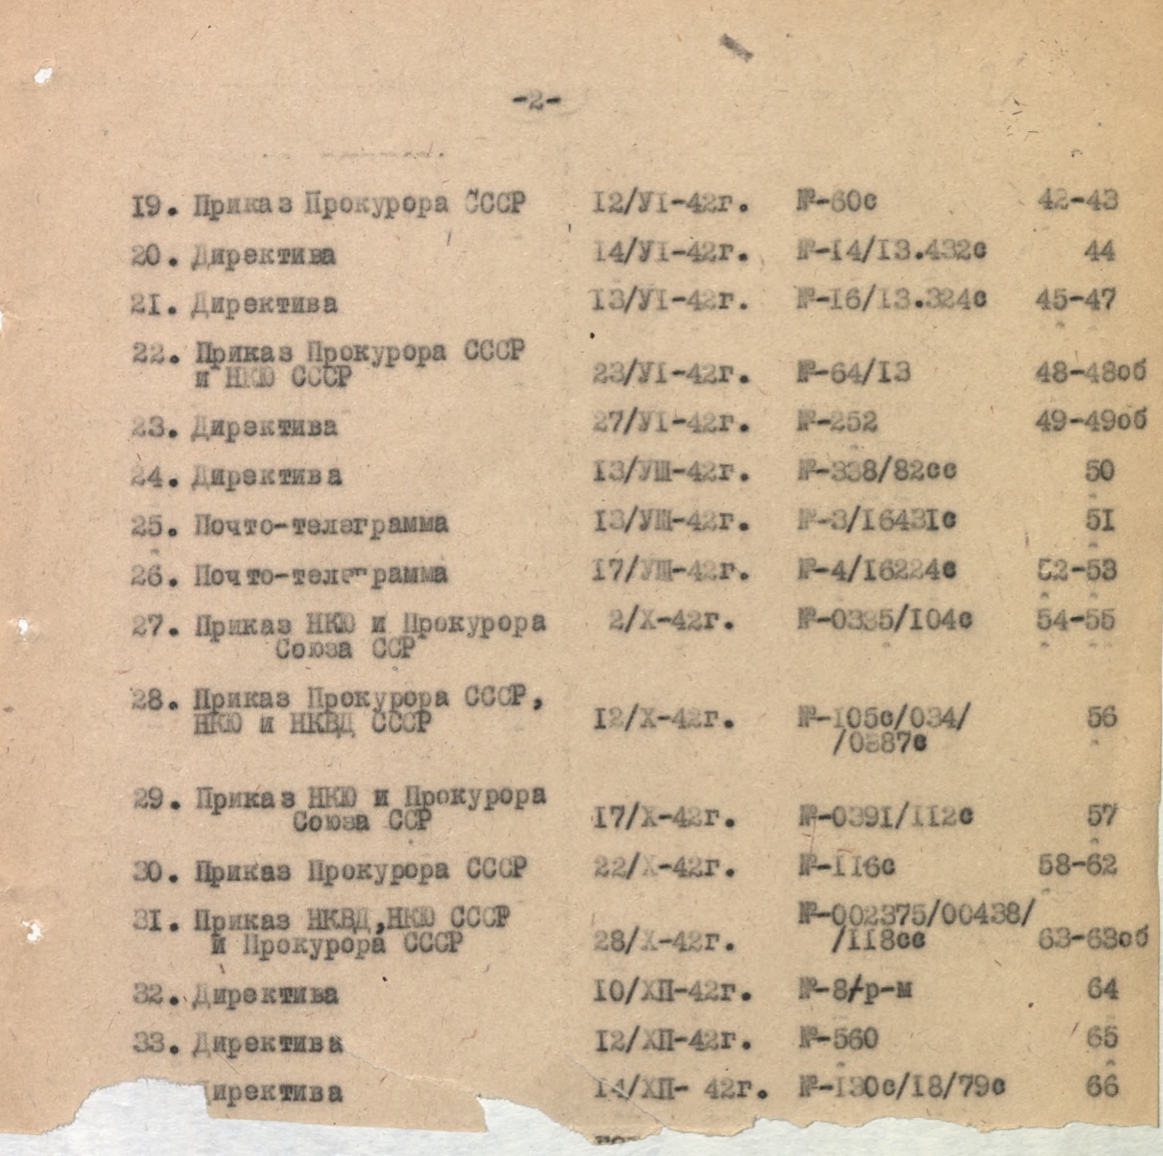 -2-
19. Приказ Прокурора СССР 12/УI-42г. №-60с 42-43
20. Директива 14/УI-42г. №-14/13.432с 44
21. Директива 13/УI-42г. №-16/13.324с 45-47
22. Приказ Прокурора СССР
и НКЮ СССР 23/УI-42г. №-64/13 48-48об
23. Директива 27/УI-42г. №-252 49-49об
24. Директива 13/УШ-42г. №-338/82сс 50
25. Почто-телеграмма 13/УШ-42г. №-3/16431с 51
26. Почто-телеграмма 17/УШ-42г. №-4/16224с 52-53
27. Приказ НКЮ и Прокурора 2/X-42г. №-0335/104с 54-55
Союза ССР
28. Приказ Прокурора СССР,
НКЮ и НКВД СССР 12/X-42г. №-105с/034/ 56
/0387с
29. Приказ НКЮ и Прокурора
Союза ССР 17/X-42г. №-0391/112с 57
30. Приказ Прокурора СССР 22/X-42г. №-116с 58-62
31. Приказ НКВД,НКЮ СССР №-002375/00438/
и Прокурора СССР 28/X-42г. /118сс 63-63об
32. Директива 10/ХП-42г. №-8/р-м 64
33. Директива 12/ХП-42г. №-560 65
Директива 14/ХП- 42г. №-130с/18/79с 66